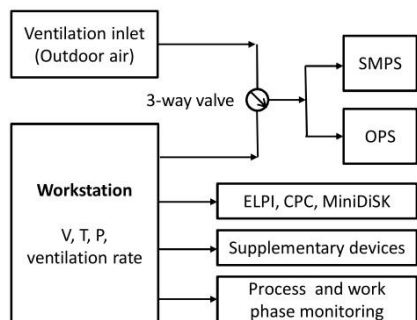 Ventilation inlet
(Outdoor air)
SMPS
3-way valve
OPS
Workstation
V, T, P,
ventilation rate
ELPI, CPC, MiniDiSK
Supplementary devices
Process and work
phase monitoring